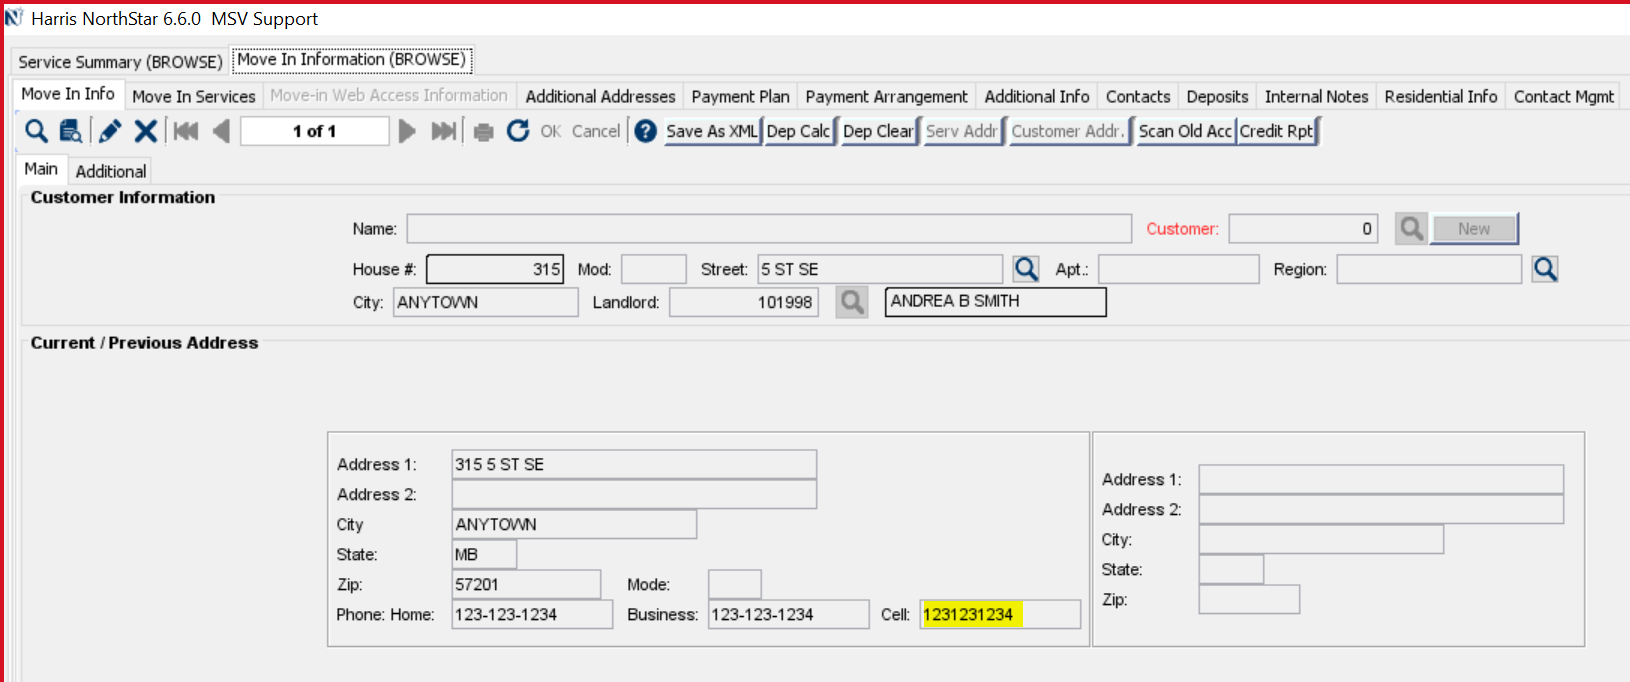 Harris NorthStar 6.6.0  MSV Support
Service Summary (BROWSE) Move In Information (BROWSE)
Move In Info Move In Services Move-in Web Access Information Additional Addresses Payment Plan Payment Arrangement Additional Info Contacts Deposits Internal Notes Residential Info Contact Mgmt
1 of 1 OK Cancel ? Save As XML Dep Calc Dep Clear Serv Addr Customer Addr. Scan Old Acc Credit Rpt
Main Additional
Customer Information
Name: Customer: 0 New
House #: 315 Mod: Street: 5 ST SE Apt.: Region:
City: ANYTOWN Landlord: 101998 ANDREA B SMITH
Current / Previous Address
Address 1: 315 5 ST SE
Address 2:
City ANYTOWN
State: MB
Zip: 57201 Mode:
Phone: Home: 123-123-1234 Business: 123-123-1234 Cell: 1231231234
Address 1:
Address 2:
City:
State:
Zip: